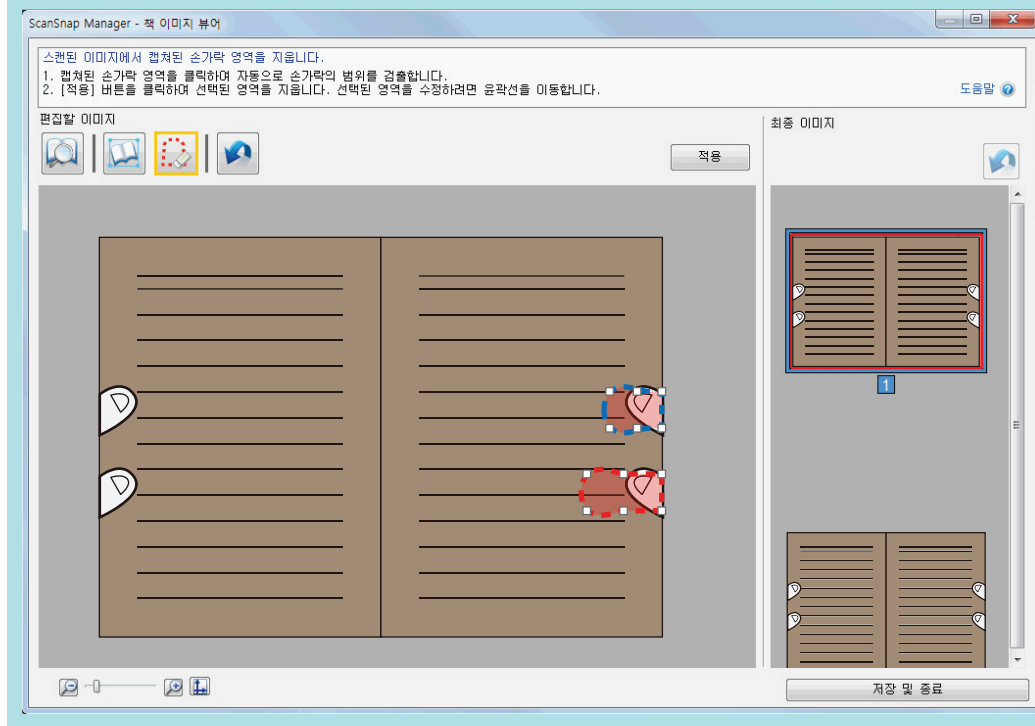 ScanSnap Manager - 책 이미지 뷰어
스캔된 이미지에서 캡쳐된 손가락 영역을 지웁니다.
1. 캡쳐된 손가락 영역을 클릭하여 자동으로 손가락의 범위를 검출합니다.
2. [적용] 버튼을 클릭하여 선택된 영역을 지웁니다. 선택된 영역을 수정하려면 윤곽선을 이동합니다.
도움말
편집할 이미지
최종 이미지
적용
1
저장 및 종료